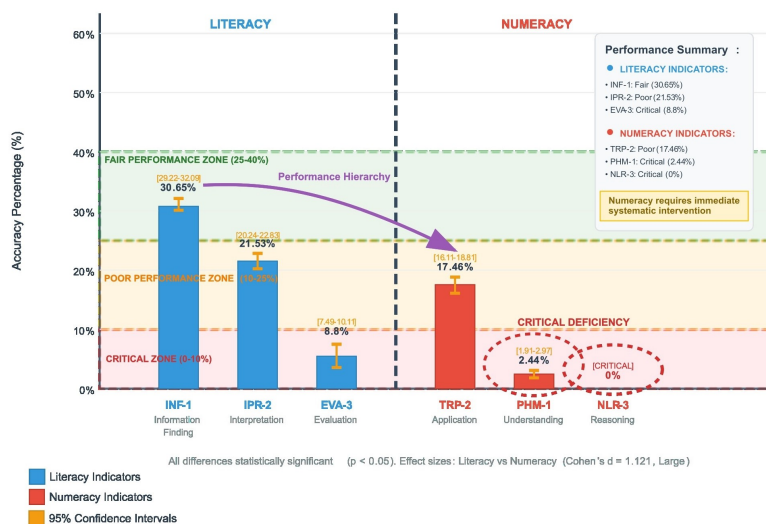 LITERACY
NUMERACY
60%
50%
40%
30%
20%
10%
0%
Accuracy Percentage (%)
Performance Summary :
LITERACY INDICATORS:
• INF-1: Fair (30.65%)
• IPR-2: Poor (21.53%)
• EVA-3: Critical (8.8%)
NUMERACY INDICATORS:
• TRP-2: Poor (17.46%)
• PHM-1: Critical (2.44%)
• NLR-3: Critical (0%)
Numeracy requires immediate
systematic intervention
FAIR PERFORMANCE ZONE (25-40%)
[29.22-32.09]
30.65%
Performance Hierarchy
[20.24-22.83]
21.53%
[16.11-18.81]
17.46%
POOR PERFORMANCE ZONE (10-25%)
[7.49-10.11]
8.8%
CRITICAL DEFICIENCY
CRITICAL ZONE (0-10%)
[1.91-2.97]
2.44%
[CRITICAL]
0%
INF-1
Information
Finding
IPR-2
Interpretation
EVA-3
Evaluation
TRP-2
Application
PHM-1
Understanding
NLR-3
Reasoning
All differences statistically significant (p < 0.05). Effect sizes: Literacy vs Numeracy (Cohen's d = 1.121, Large)
Literacy Indicators
Numeracy Indicators
95% Confidence Intervals